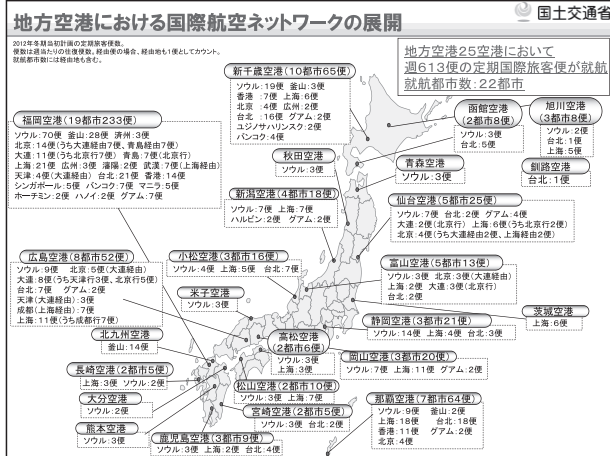 地方空港における国際航空ネットワークの展開
国土交通省
2012年冬期当初計画の定期旅客便数。
便数は週当たりの往復便数。経由便の場合、経由地も1便としてカウント。
就航都市数には経由地も含む。
地方空港25空港において
週613便の定期国際旅客便が就航
就航都市数：22都市
新千歳空港(10都市65便)
ソウル：19便 釜山：3便
香港：7便 上海：6便
北京：4便 広州：2便
台北：16便 グアム：2便
ユジノサハリンスク：2便
バンコク：4便
函館空港
(2都市8便)
ソウル：3便
台北：5便
旭川空港
(3都市8便)
ソウル：2便
台北：1便
上海：5便
釧路空港
台北：1便
福岡空港(19都市233便)
ソウル：70便 釜山：28便 済州：3便
北京：14便(うち大連経由7便、青島経由7便)
大連：11便(うち北京行7便) 青島：7便(北京行)
上海：21便 広州：3便 瀋陽：2便 武漢：7便(上海経由)
天津：4便(大連経由) 台北：21便 香港：14便
シンガポール：5便 バンコク：7便 マニラ：5便
ホーチミン：2便 ハノイ：2便 グアム：7便
秋田空港
ソウル：3便
青森空港
ソウル：3便
新潟空港(4都市18便)
ソウル：7便 上海：7便
ハルビン：2便 グアム：2便
仙台空港(5都市25便)
ソウル：7便 台北：2便 グアム：4便
大連：2便(北京行) 上海：6便(うち北京行2便)
北京：4便(うち大連経由2便、上海経由2便)
広島空港(8都市52便)
ソウル：9便 北京：5便(大連経由)
大連：8便(うち天津行3便、北京行5便)
台北：7便 グアム：2便
天津(大連経由)：3便
成都(上海経由)：7便
上海：11便(うち成都行7便)
小松空港(3都市16便)
ソウル：4便 上海：5便 台北：7便
富山空港(5都市13便)
ソウル：3便 北京：3便(大連経由)
上海：2便 大連：3便(北京行)
台北：2便
米子空港
ソウル：3便
茨城空港
上海：6便
静岡空港(3都市21便)
ソウル：14便 上海：4便 台北：3便
北九州空港
釜山：14便
高松空港
(2都市6便)
ソウル：3便
上海：3便
岡山空港(3都市20便)
ソウル：7便 上海：11便 グアム：2便
長崎空港(2都市5便)
上海：3便 ソウル：2便
松山空港(2都市10便)
ソウル：3便 上海：7便
大分空港
ソウル：2便
宮崎空港(2都市5便)
ソウル：3便 台北：2便
那覇空港(7都市64便)
ソウル：9便 釜山：2便
上海：18便 台北：18便
香港：11便 グアム：2便
北京：4便
熊本空港
ソウル：3便
鹿児島空港(3都市9便)
ソウル：3便 上海：2便 台北：4便